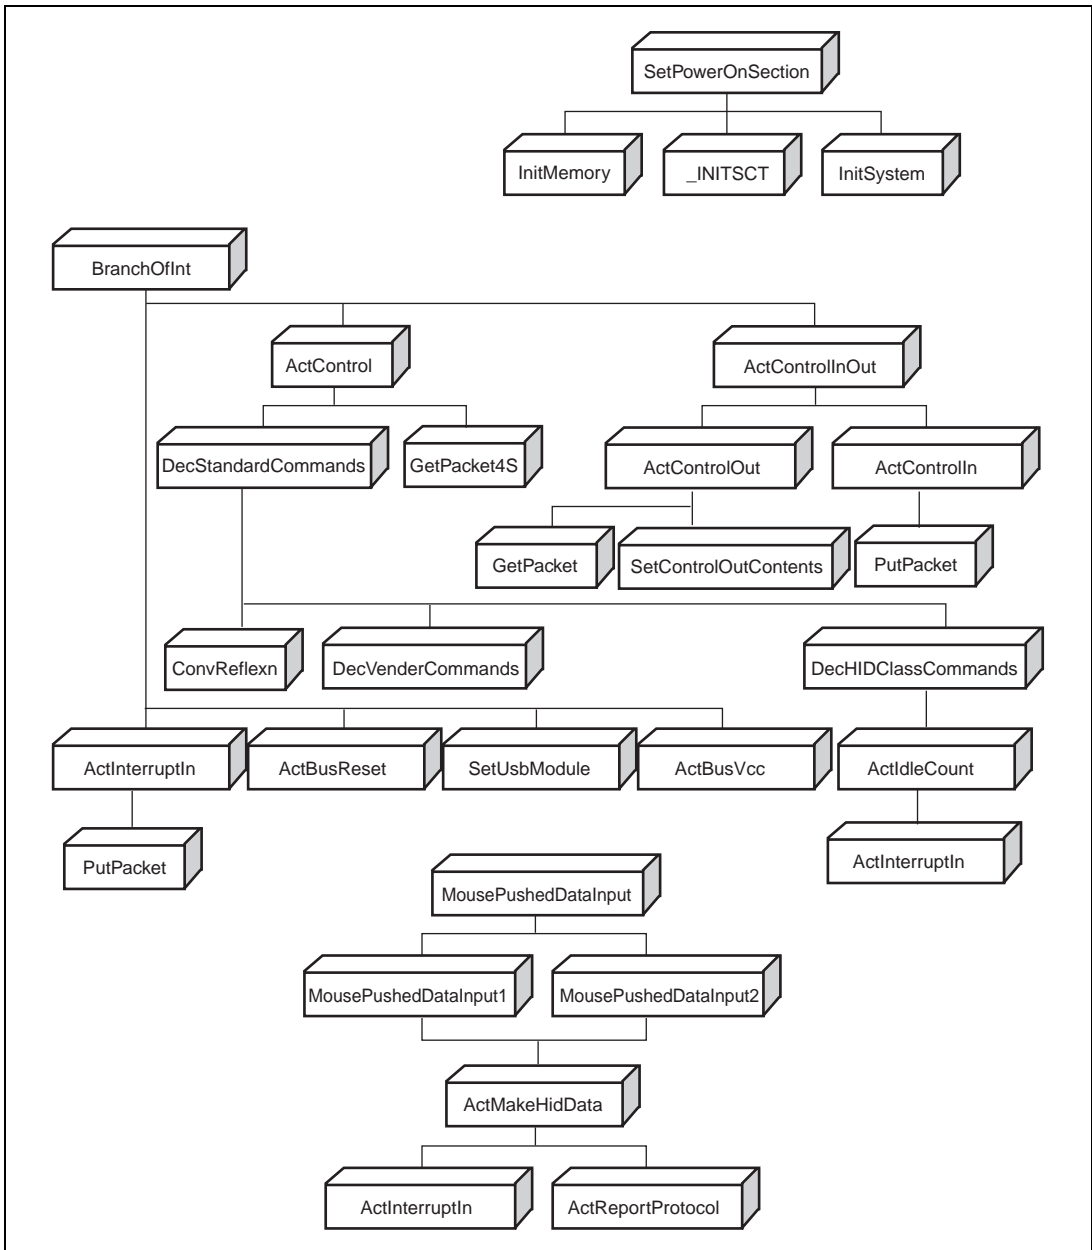 SetPowerOnSection
InitMemory
_INITSCT
InitSystem
BranchOfInt
ActControl
ActControlInOut
DecStandardCommands
GetPacket4S
ActControlOut
ActControlIn
GetPacket
SetControlOutContents
PutPacket
ConvReflexn
DecVenderCommands
DecHIDClassCommands
ActInterruptIn
ActBusReset
SetUsbModule
ActBusVcc
ActIdleCount
PutPacket
ActInterruptIn
MousePushedDataInput
MousePushedDataInput1
MousePushedDataInput2
ActMakeHidData
ActInterruptIn
ActReportProtocol